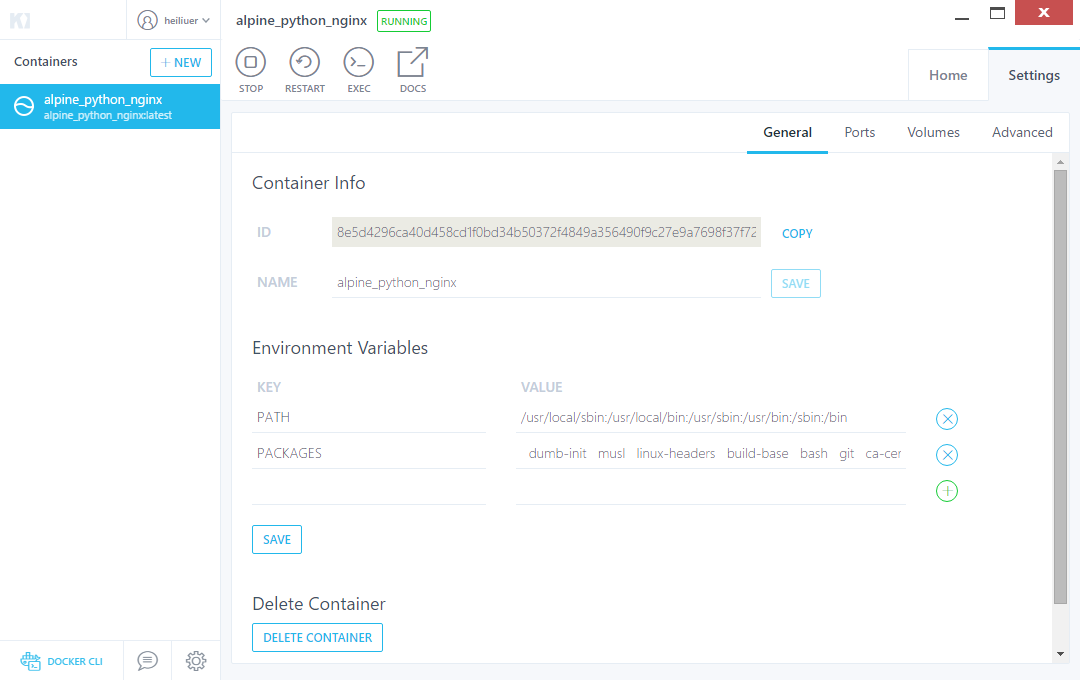 heiliuer
alpine_python_nginx RUNNING
Containers
+ NEW
alpine_python_nginx
alpine_python_nginx:latest
STOP RESTART EXEC DOCS
Home Settings
General Ports Volumes Advanced
Container Info
ID 8e5d4296ca40d458cd1f0bd34b50372f4849a356490f9c27e9a7698f37f72 COPY
NAME alpine_python_nginx SAVE
Environment Variables
KEY VALUE
PATH /usr/local/sbin:/usr/local/bin:/usr/sbin:/usr/bin:/sbin:/bin
PACKAGES dumb-init musl linux-headers build-base bash git ca-cer
SAVE
Delete Container
DELETE CONTAINER
DOCKER CLI